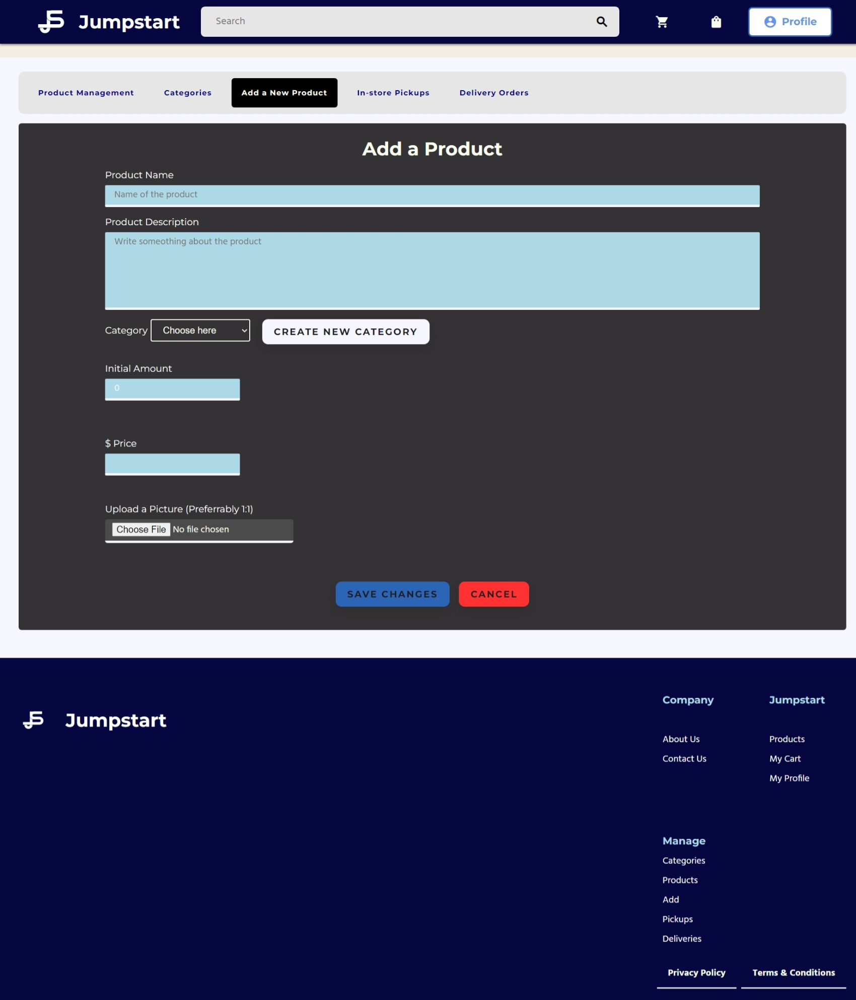 Jumpstart
Search
Profile
Product Management
Categories
Add a New Product
In-store Pickups
Delivery Orders
Add a Product
Product Name
Name of the product
Product Description
Write someothing about the product
Category
Choose here
CREATE NEW CATEGORY
Initial Amount
0
$ Price
Upload a Picture (Preferrably 1:1)
Choose File No file chosen
SAVE CHANGES
CANCEL
Jumpstart
Company
About Us
Contact Us
Jumpstart
Products
My Cart
My Profile
Manage
Categories
Products
Add
Pickups
Deliveries
Privacy Policy
Terms & Conditions